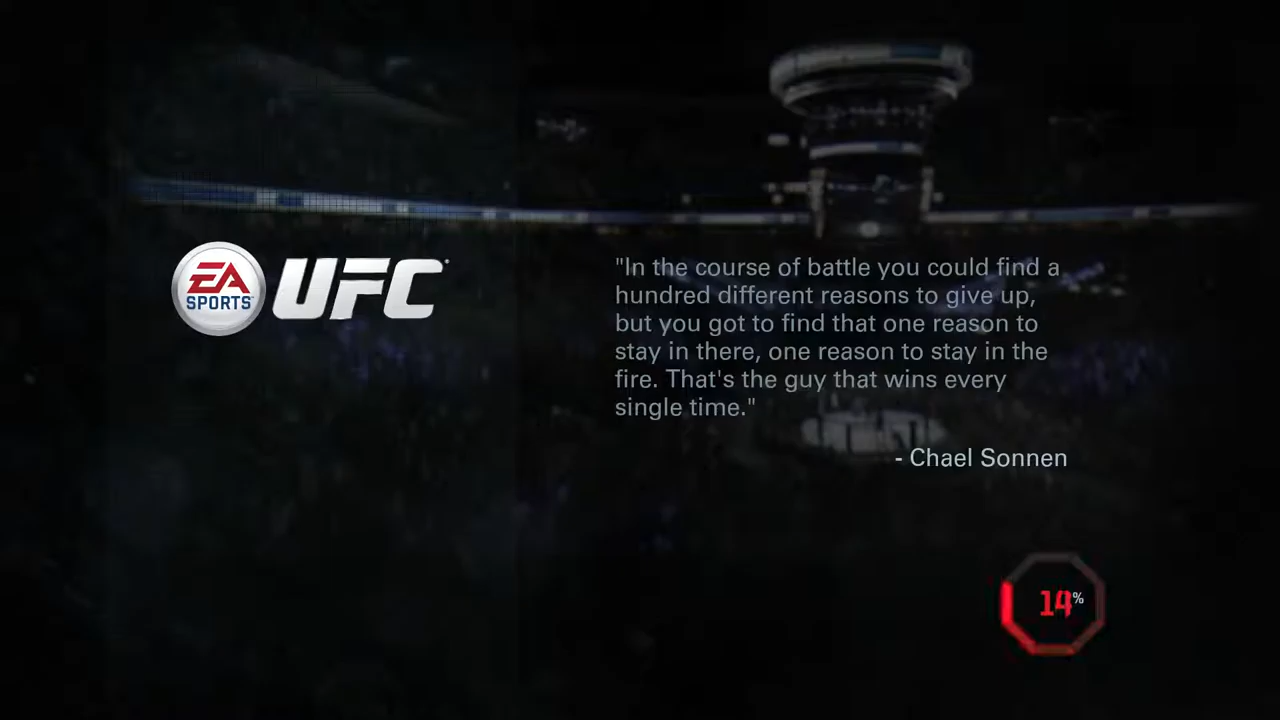 EA
SPORTS
UFC
"In the course of battle you could find a
hundred different reasons to give up,
but you got to find that one reason to
stay in there, one reason to stay in the
fire. That's the guy that wins every
single time."
- Chael Sonnen
14%